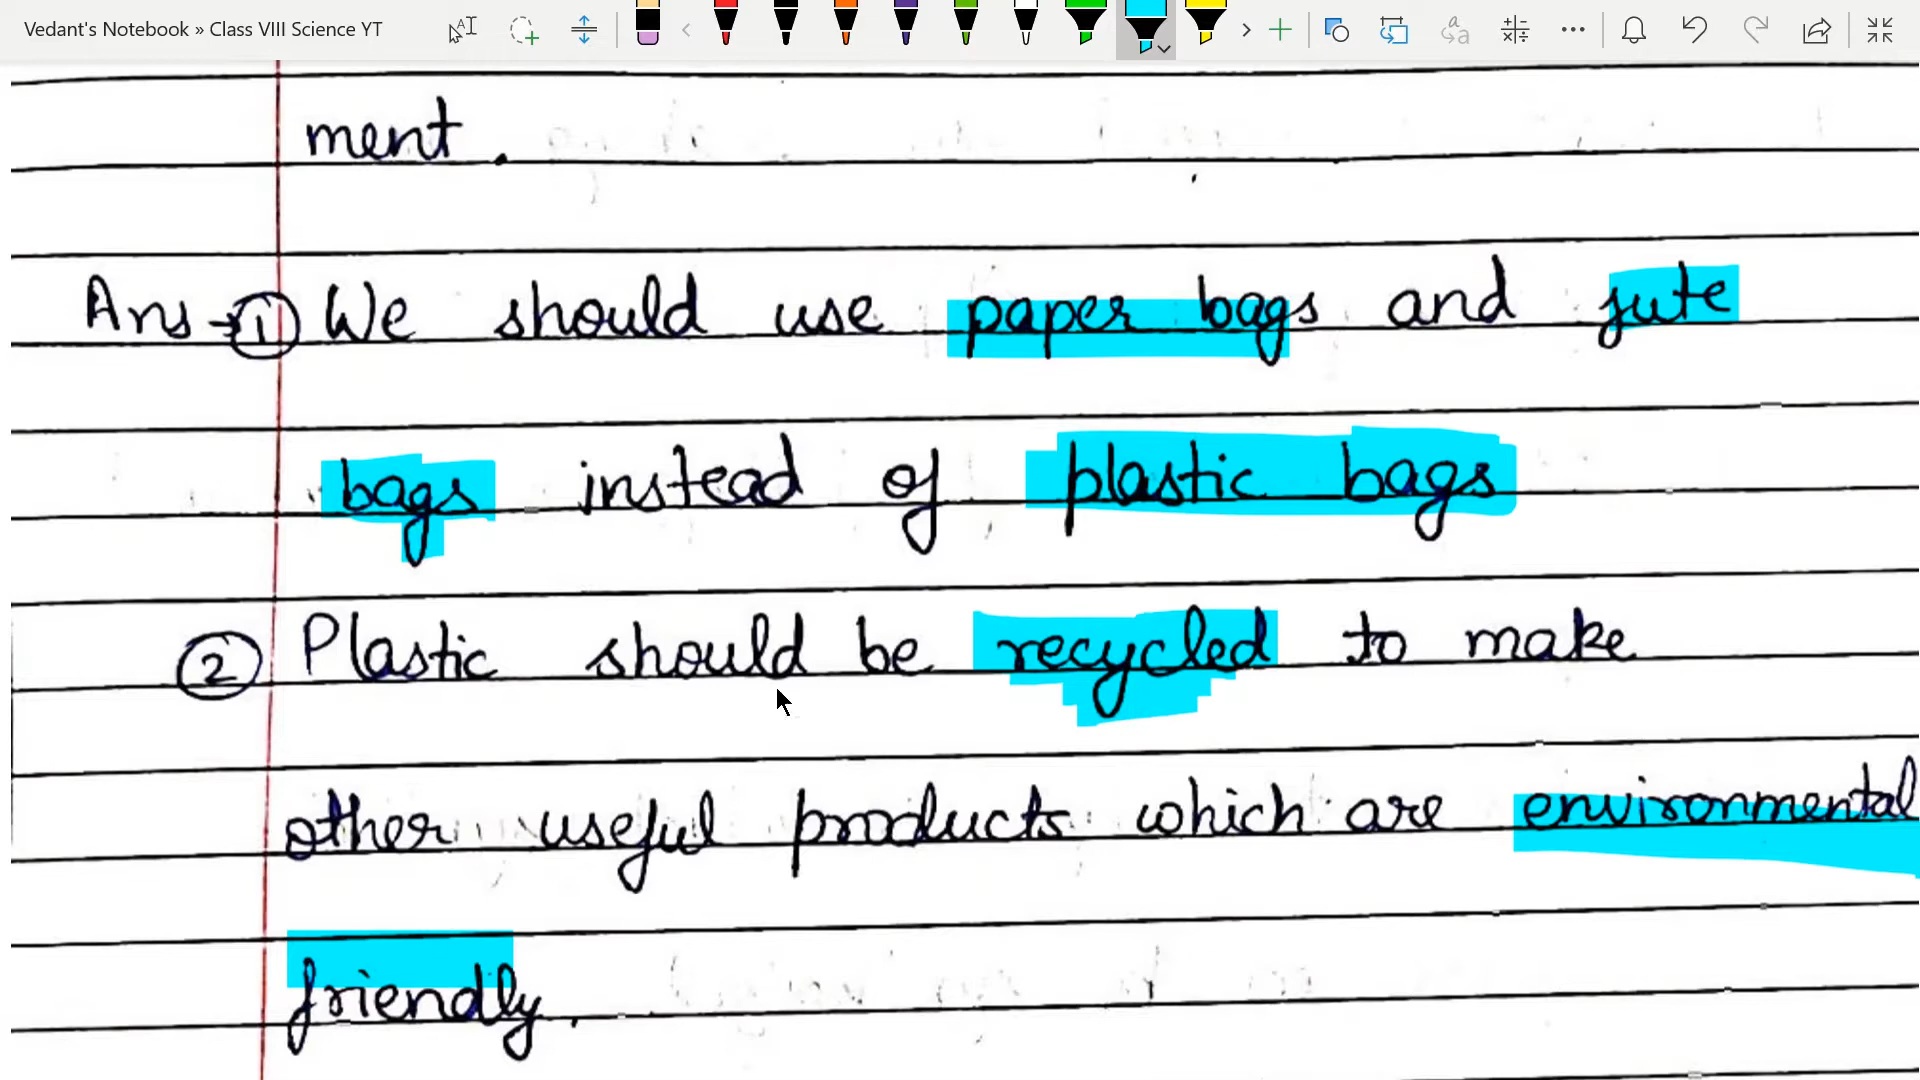 Vedant's Notebook » Class VIII Science YT
ment.
Ans → ① We should use paper bags and jute
bags instead of plastic bags
② Plastic should be recycled to make
other useful products which are environmental
friendly.